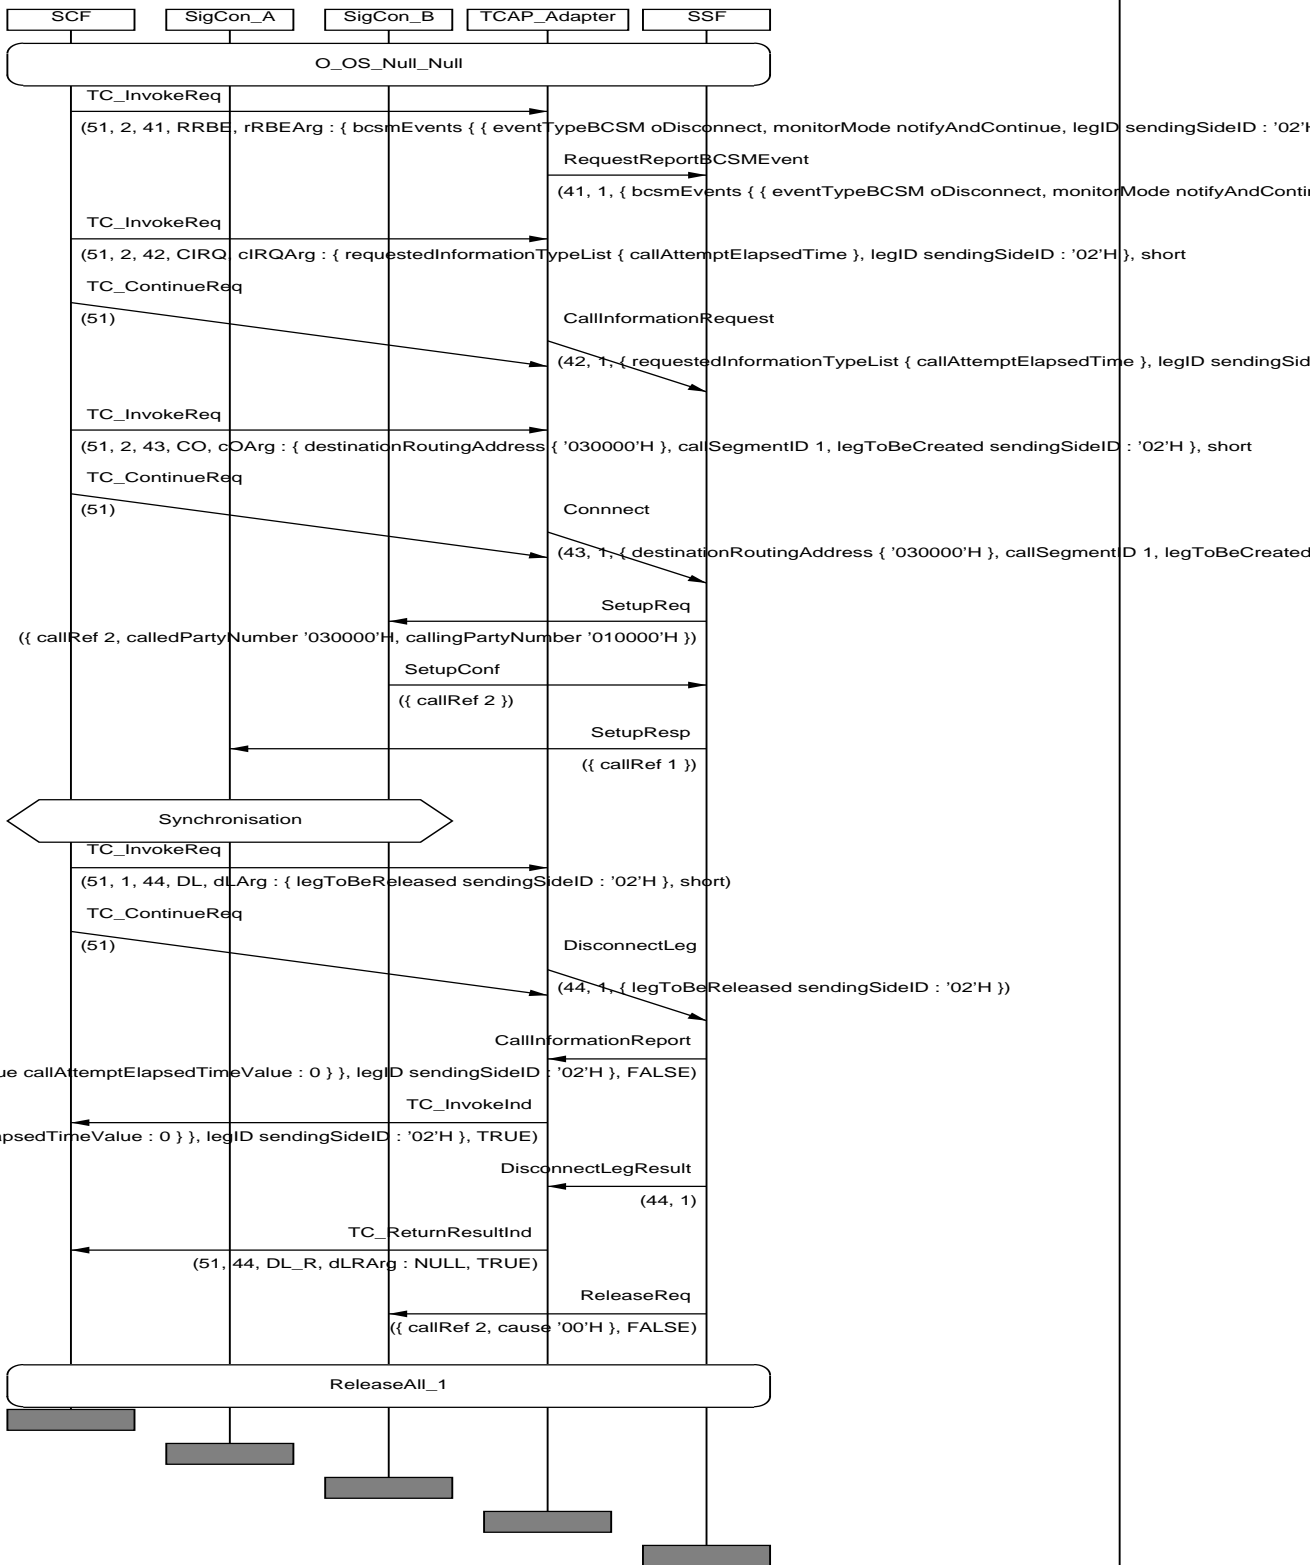 SCF SigCon_A SigCon_B TCAP_Adapter SSF
O_OS_Null_Null
TC_InvokeReq
(51, 2, 41, RRBE, rRBEArg : { bcsmEvents { { eventTypeBCSM oDisconnect, monitorMode notifyAndContinue, legID sendingSideID : '02'H
RequestReportBCSMEvent
(41, 1, { bcsmEvents { { eventTypeBCSM oDisconnect, monitorMode notifyAndContin
TC_InvokeReq
(51, 2, 42, CIRQ, cIRQArg : { requestedInformationTypeList { callAttemptElapsedTime }, legID sendingSideID : '02'H }, short
TC_ContinueReq
(51)
CallInformationRequest
(42, 1, { requestedInformationTypeList { callAttemptElapsedTime }, legID sendingSid
TC_InvokeReq
(51, 2, 43, CO, cOArg : { destinationRoutingAddress { '030000'H }, callSegmentID 1, legToBeCreated sendingSideID : '02'H }, short
TC_ContinueReq
(51)
Connnect
(43, 1, { destinationRoutingAddress { '030000'H }, callSegmentID 1, legToBeCreated
SetupReq
({ callRef 2, calledPartyNumber '030000'H, callingPartyNumber '010000'H })
SetupConf
({ callRef 2 })
SetupResp
({ callRef 1 })
Synchronisation
TC_InvokeReq
(51, 1, 44, DL, dLArg : { legToBeReleased sendingSideID : '02'H }, short)
TC_ContinueReq
(51)
DisconnectLeg
(44, 1, { legToBeReleased sendingSideID : '02'H })
CallInformationReport
ue callAttemptElapsedTimeValue : 0 } }, legID sendingSideID : '02'H }, FALSE)
TC_InvokeInd
apsedTimeValue : 0 } }, legID sendingSideID : '02'H }, TRUE)
DisconnectLegResult
(44, 1)
TC_ReturnResultInd
(51, 44, DL_R, dLRArg : NULL, TRUE)
ReleaseReq
({ callRef 2, cause '00'H }, FALSE)
ReleaseAll_1